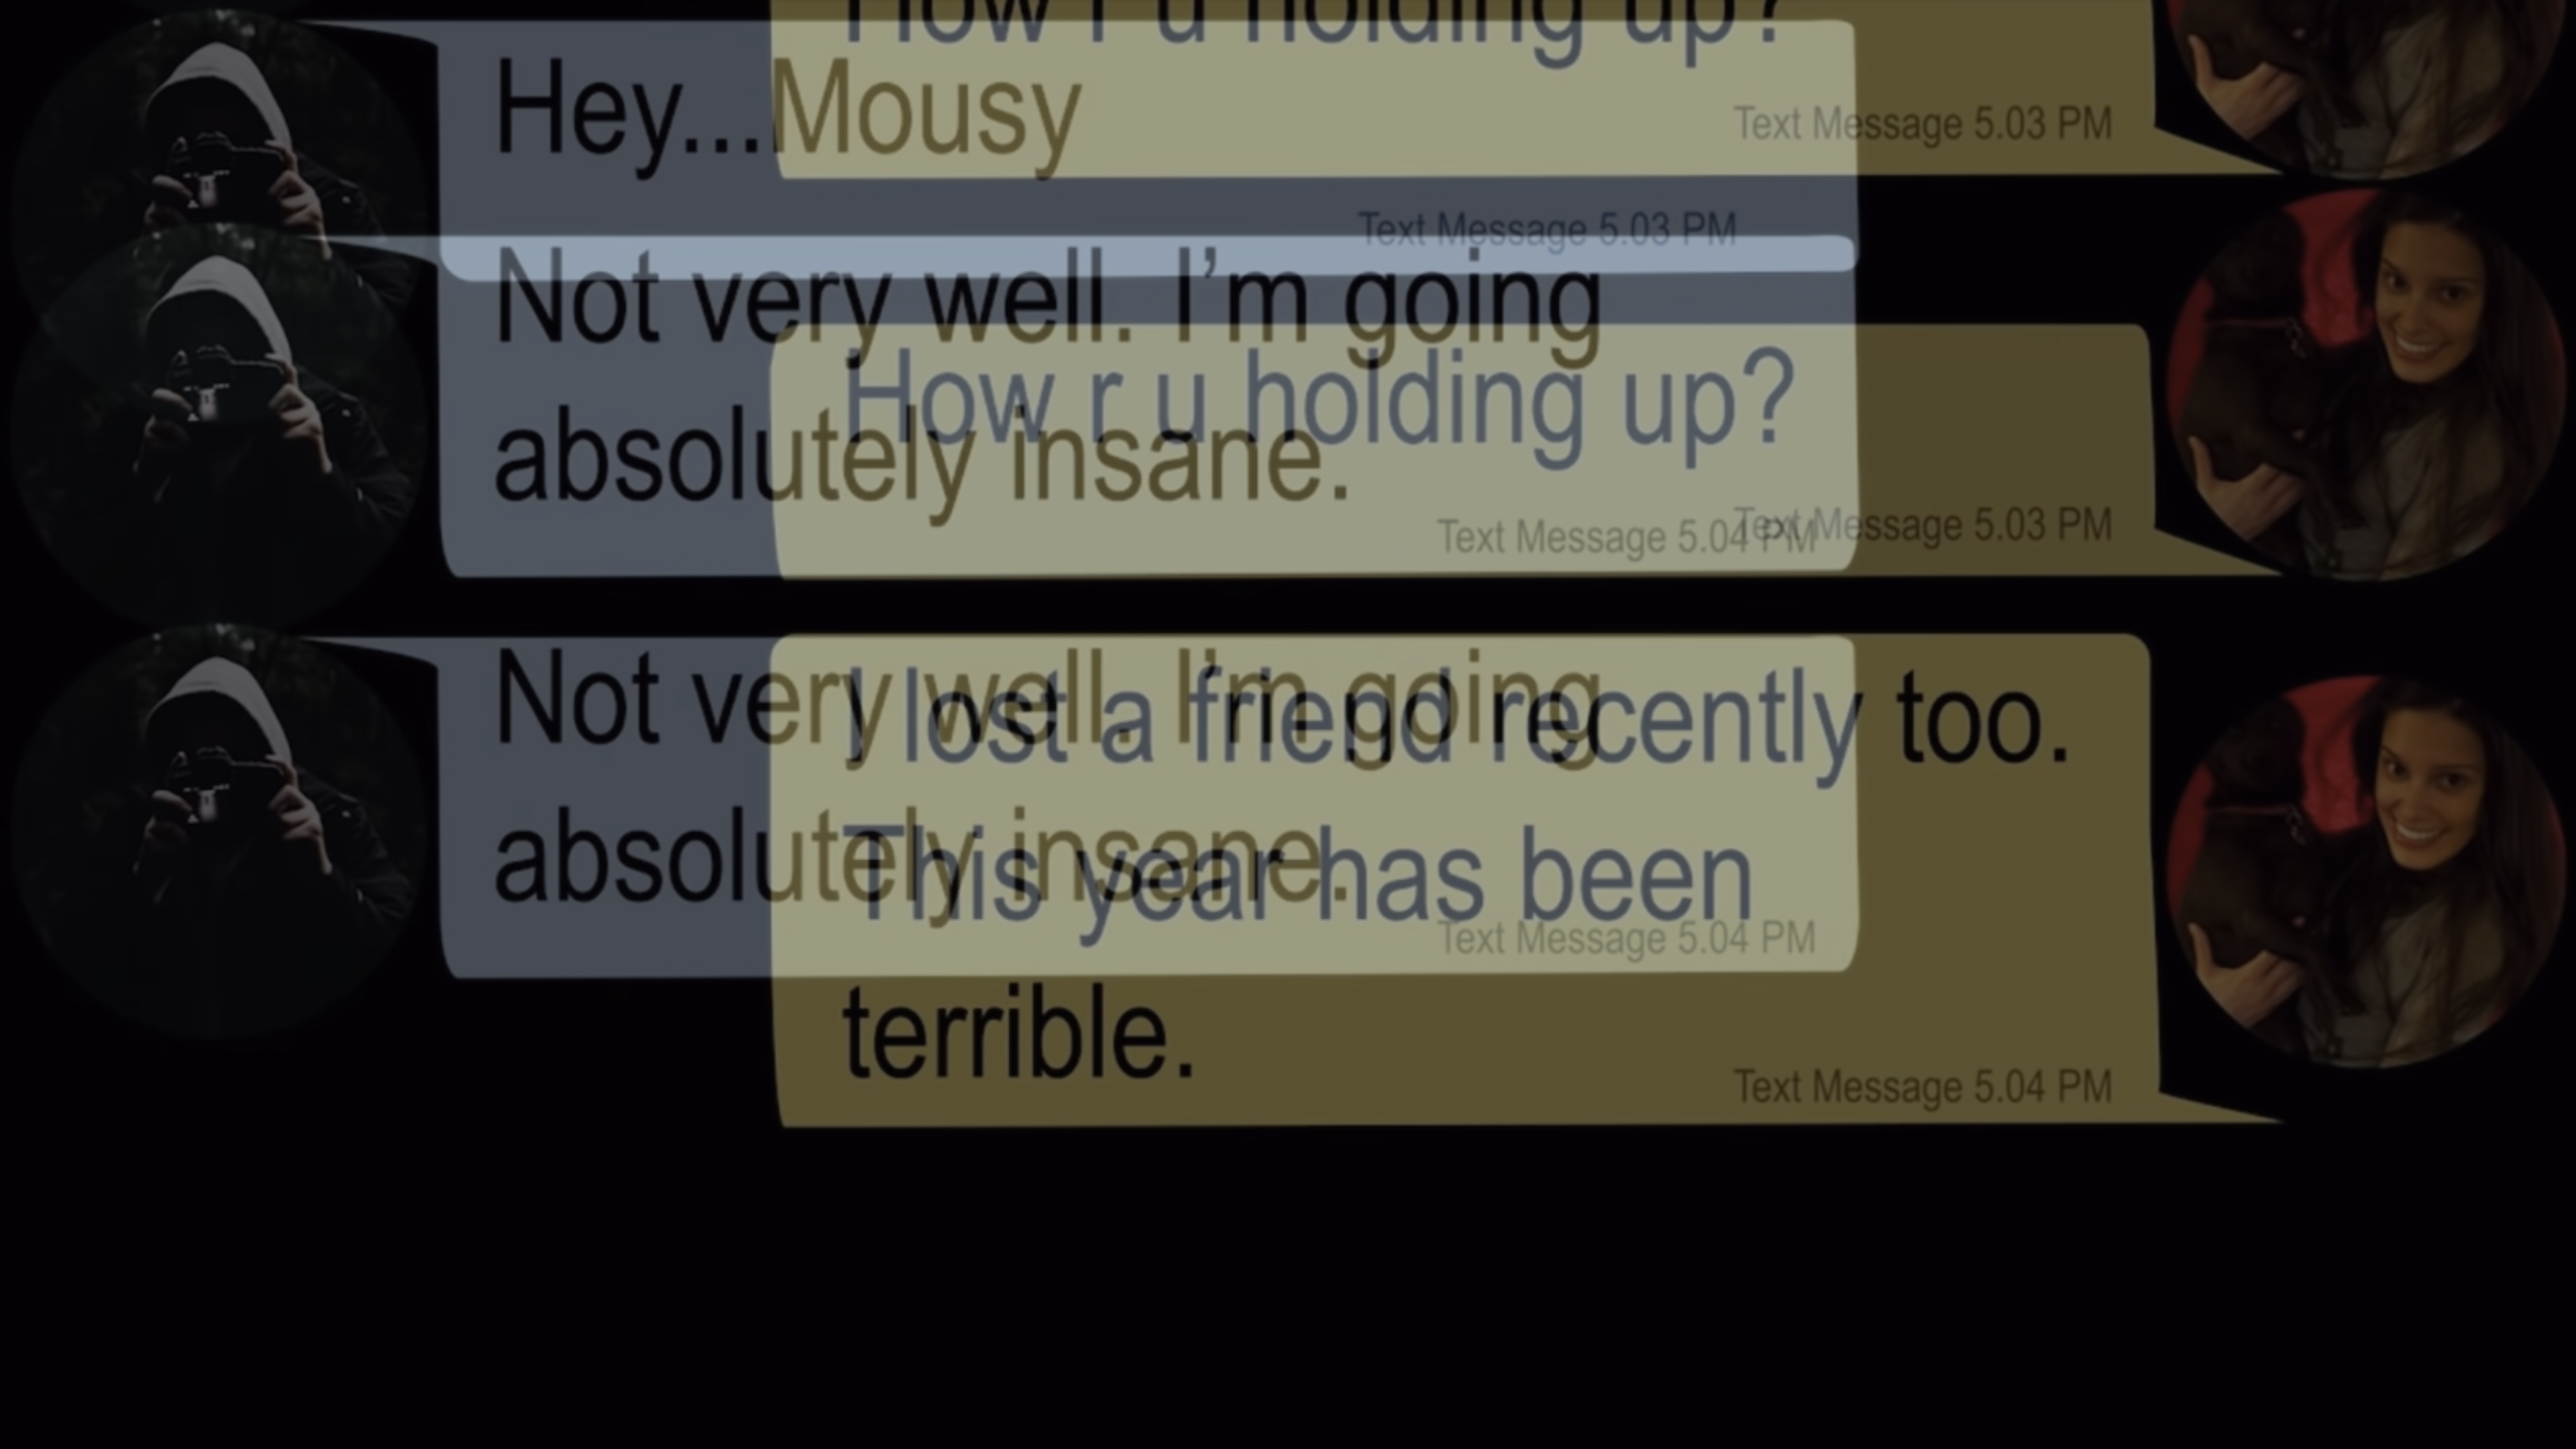 How r u holding up?
Text Message 5.03 PM
Hey...Mousy
Text Message 5.03 PM
Not very well. I'm going
absolutely insane.
Text Message 5.04 PM
How r u holding up?
Text Message 5.03 PM
Not very well. I'm going
absolutely insane.
Text Message 5.04 PM
I lost a friend recently too.
This year has been
terrible.
Text Message 5.04 PM